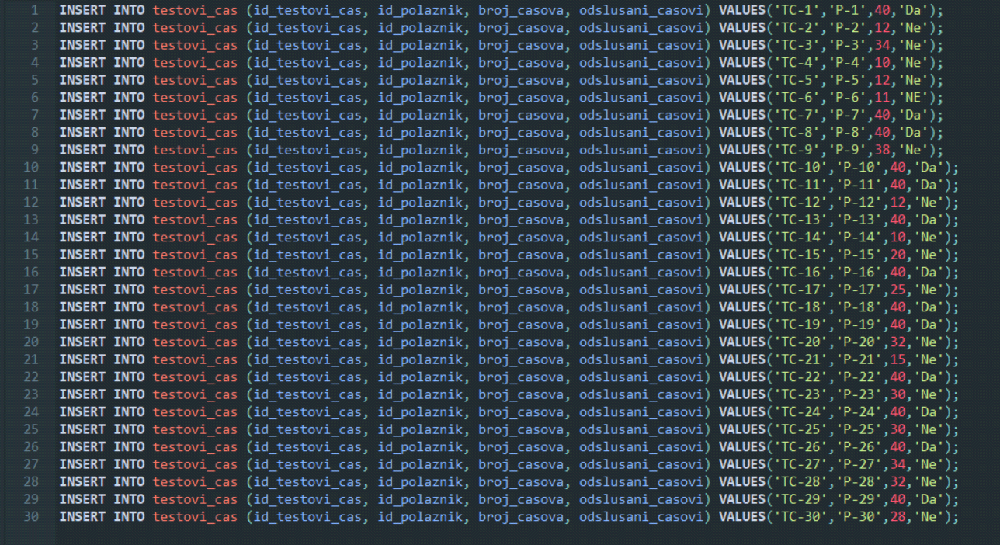 1 INSERT INTO testovi_cas (id_testovi_cas, id_polaznik, broj_casova, odslusani_casovi) VALUES('TC-1','P-1',40,'Da');
2 INSERT INTO testovi_cas (id_testovi_cas, id_polaznik, broj_casova, odslusani_casovi) VALUES('TC-2','P-2',12,'Ne');
3 INSERT INTO testovi_cas (id_testovi_cas, id_polaznik, broj_casova, odslusani_casovi) VALUES('TC-3','P-3',34,'Ne');
4 INSERT INTO testovi_cas (id_testovi_cas, id_polaznik, broj_casova, odslusani_casovi) VALUES('TC-4','P-4',10,'Ne');
5 INSERT INTO testovi_cas (id_testovi_cas, id_polaznik, broj_casova, odslusani_casovi) VALUES('TC-5','P-5',12,'Ne');
6 INSERT INTO testovi_cas (id_testovi_cas, id_polaznik, broj_casova, odslusani_casovi) VALUES('TC-6','P-6',11,'NE');
7 INSERT INTO testovi_cas (id_testovi_cas, id_polaznik, broj_casova, odslusani_casovi) VALUES('TC-7','P-7',40,'Da');
8 INSERT INTO testovi_cas (id_testovi_cas, id_polaznik, broj_casova, odslusani_casovi) VALUES('TC-8','P-8',40,'Da');
9 INSERT INTO testovi_cas (id_testovi_cas, id_polaznik, broj_casova, odslusani_casovi) VALUES('TC-9','P-9',38,'Ne');
10 INSERT INTO testovi_cas (id_testovi_cas, id_polaznik, broj_casova, odslusani_casovi) VALUES('TC-10','P-10',40,'Da');
11 INSERT INTO testovi_cas (id_testovi_cas, id_polaznik, broj_casova, odslusani_casovi) VALUES('TC-11','P-11',40,'Da');
12 INSERT INTO testovi_cas (id_testovi_cas, id_polaznik, broj_casova, odslusani_casovi) VALUES('TC-12','P-12',12,'Ne');
13 INSERT INTO testovi_cas (id_testovi_cas, id_polaznik, broj_casova, odslusani_casovi) VALUES('TC-13','P-13',40,'Da');
14 INSERT INTO testovi_cas (id_testovi_cas, id_polaznik, broj_casova, odslusani_casovi) VALUES('TC-14','P-14',10,'Ne');
15 INSERT INTO testovi_cas (id_testovi_cas, id_polaznik, broj_casova, odslusani_casovi) VALUES('TC-15','P-15',20,'Ne');
16 INSERT INTO testovi_cas (id_testovi_cas, id_polaznik, broj_casova, odslusani_casovi) VALUES('TC-16','P-16',40,'Da');
17 INSERT INTO testovi_cas (id_testovi_cas, id_polaznik, broj_casova, odslusani_casovi) VALUES('TC-17','P-17',25,'Ne');
18 INSERT INTO testovi_cas (id_testovi_cas, id_polaznik, broj_casova, odslusani_casovi) VALUES('TC-18','P-18',40,'Da');
19 INSERT INTO testovi_cas (id_testovi_cas, id_polaznik, broj_casova, odslusani_casovi) VALUES('TC-19','P-19',40,'Da');
20 INSERT INTO testovi_cas (id_testovi_cas, id_polaznik, broj_casova, odslusani_casovi) VALUES('TC-20','P-20',32,'Ne');
21 INSERT INTO testovi_cas (id_testovi_cas, id_polaznik, broj_casova, odslusani_casovi) VALUES('TC-21','P-21',15,'Ne');
22 INSERT INTO testovi_cas (id_testovi_cas, id_polaznik, broj_casova, odslusani_casovi) VALUES('TC-22','P-22',40,'Da');
23 INSERT INTO testovi_cas (id_testovi_cas, id_polaznik, broj_casova, odslusani_casovi) VALUES('TC-23','P-23',30,'Ne');
24 INSERT INTO testovi_cas (id_testovi_cas, id_polaznik, broj_casova, odslusani_casovi) VALUES('TC-24','P-24',40,'Da');
25 INSERT INTO testovi_cas (id_testovi_cas, id_polaznik, broj_casova, odslusani_casovi) VALUES('TC-25','P-25',30,'Ne');
26 INSERT INTO testovi_cas (id_testovi_cas, id_polaznik, broj_casova, odslusani_casovi) VALUES('TC-26','P-26',40,'Da');
27 INSERT INTO testovi_cas (id_testovi_cas, id_polaznik, broj_casova, odslusani_casovi) VALUES('TC-27','P-27',34,'Ne');
28 INSERT INTO testovi_cas (id_testovi_cas, id_polaznik, broj_casova, odslusani_casovi) VALUES('TC-28','P-28',32,'Ne');
29 INSERT INTO testovi_cas (id_testovi_cas, id_polaznik, broj_casova, odslusani_casovi) VALUES('TC-29','P-29',40,'Da');
30 INSERT INTO testovi_cas (id_testovi_cas, id_polaznik, broj_casova, odslusani_casovi) VALUES('TC-30','P-30',28,'Ne');